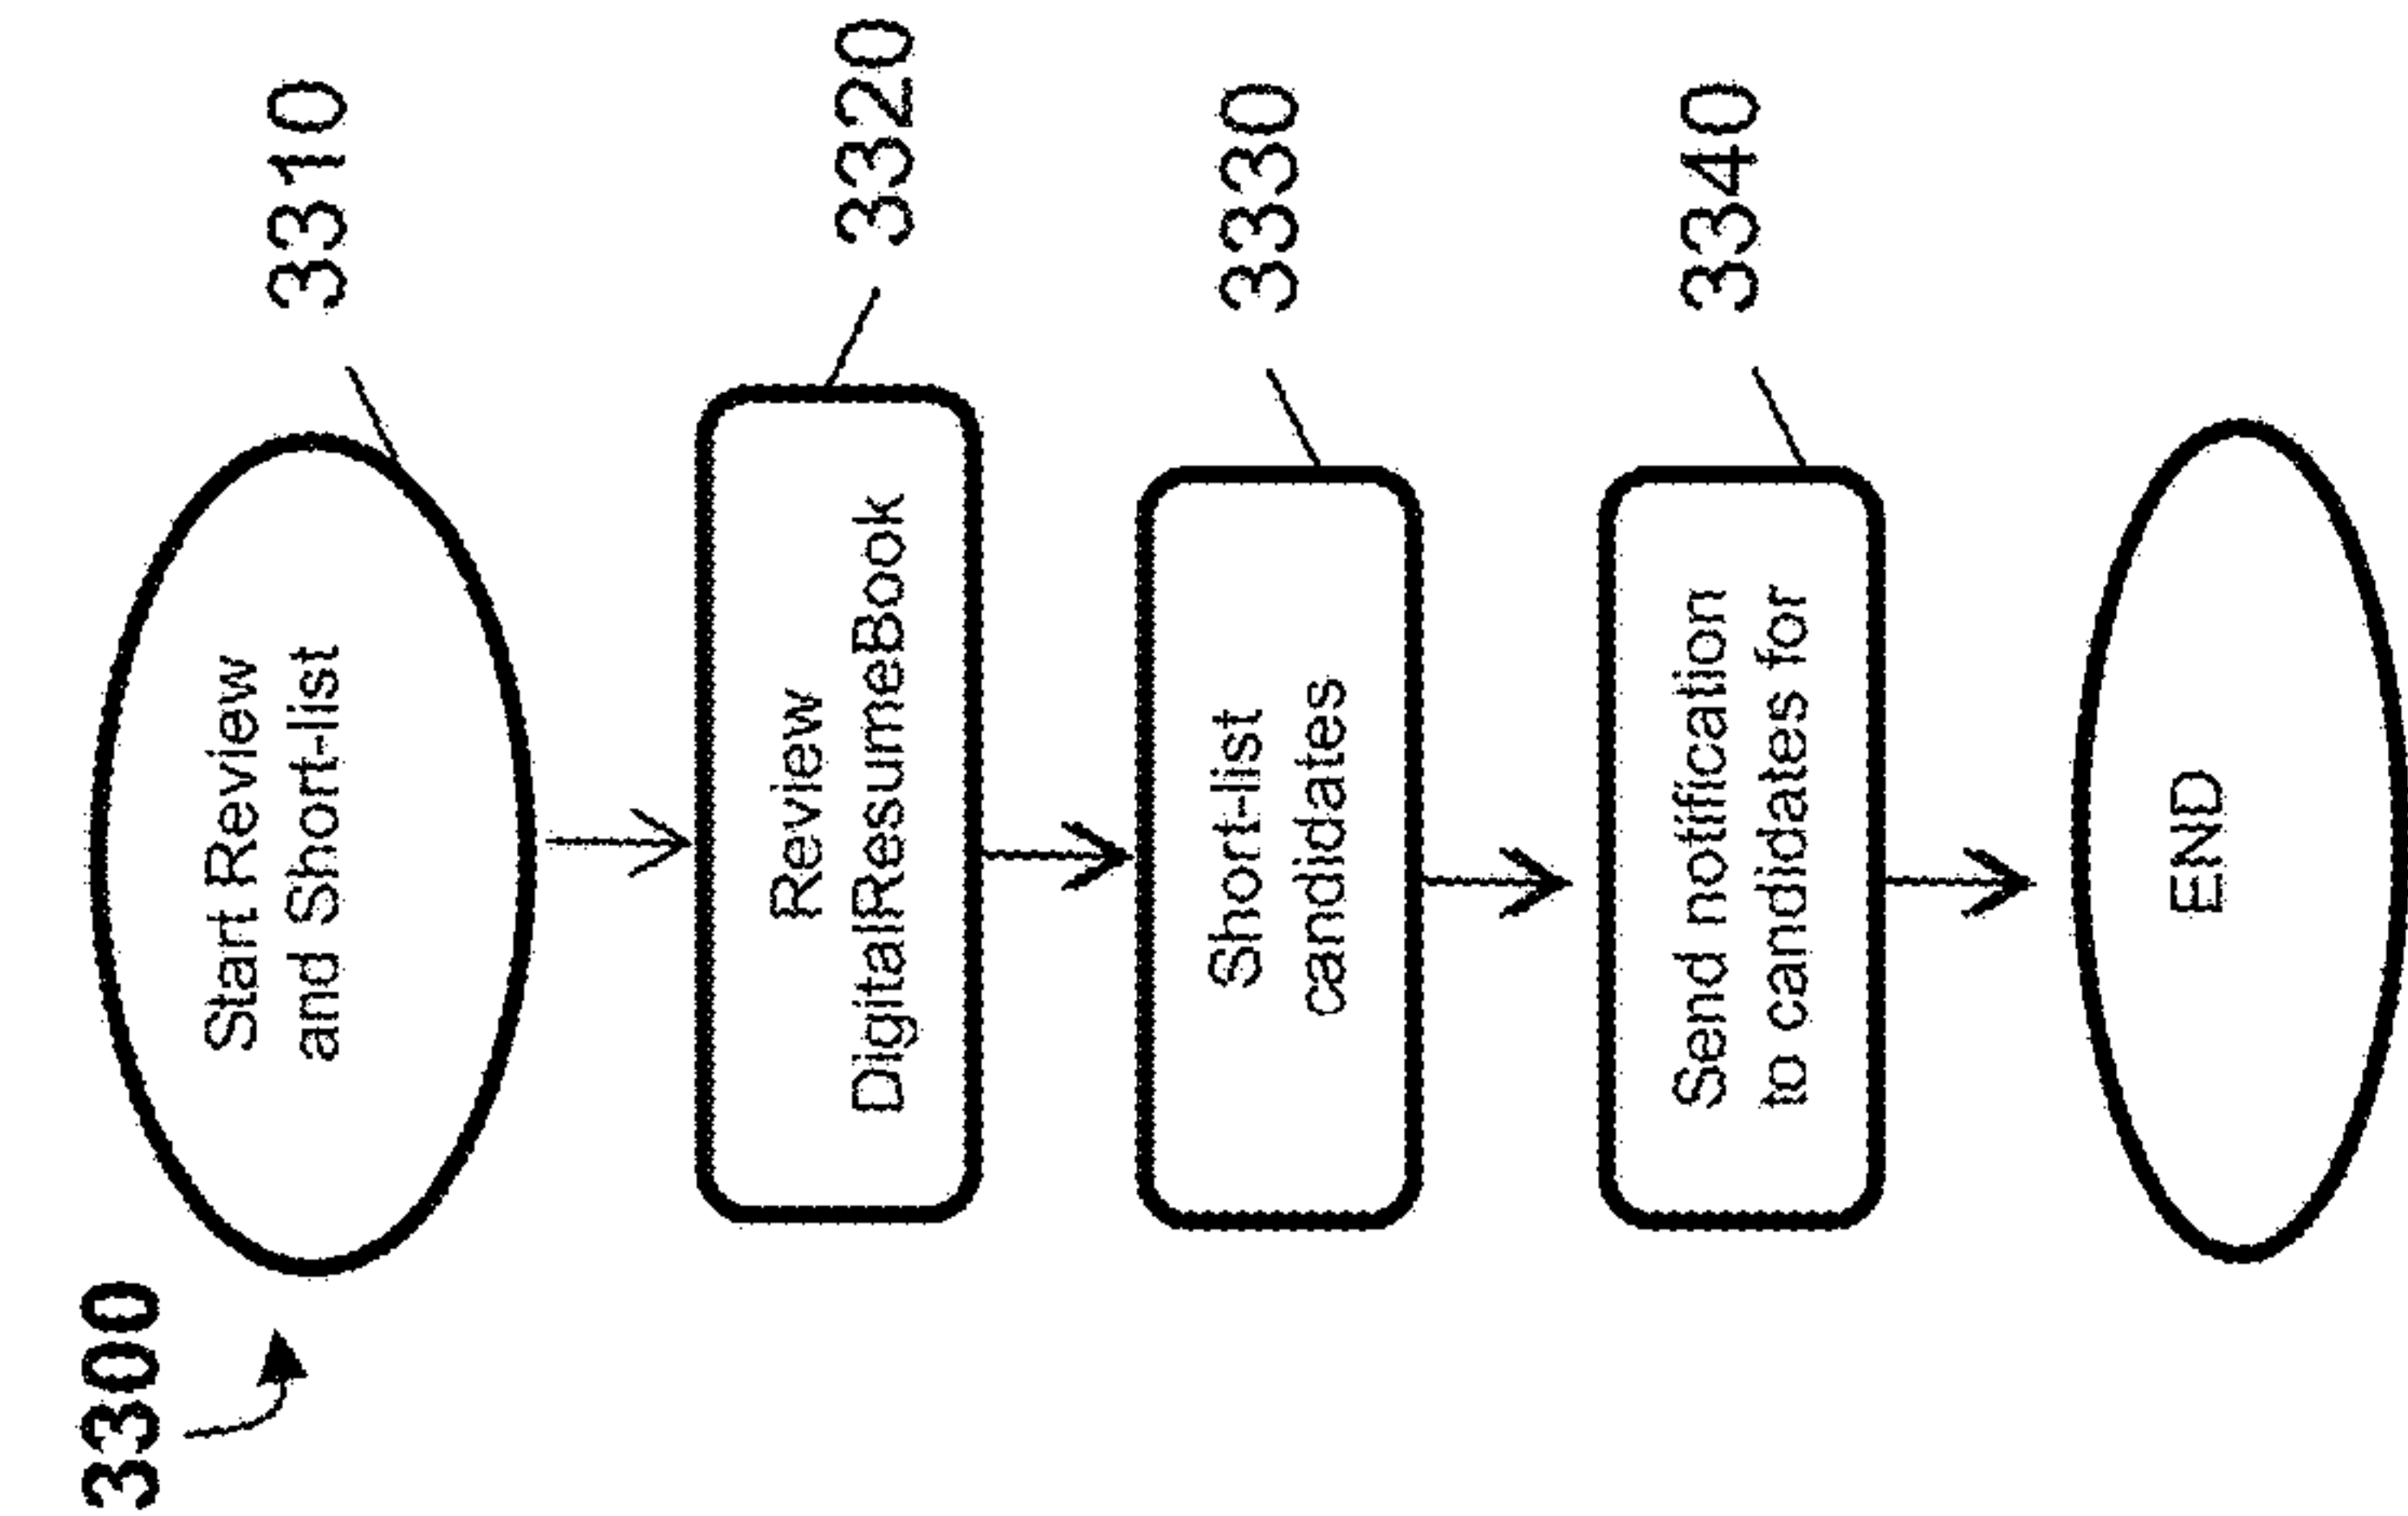 3300
Start Review
and Short-list
3310
Review
DigitalResumeBook
3320
Short-list
candidates
3330
Send notification
to candidates for
3340
END